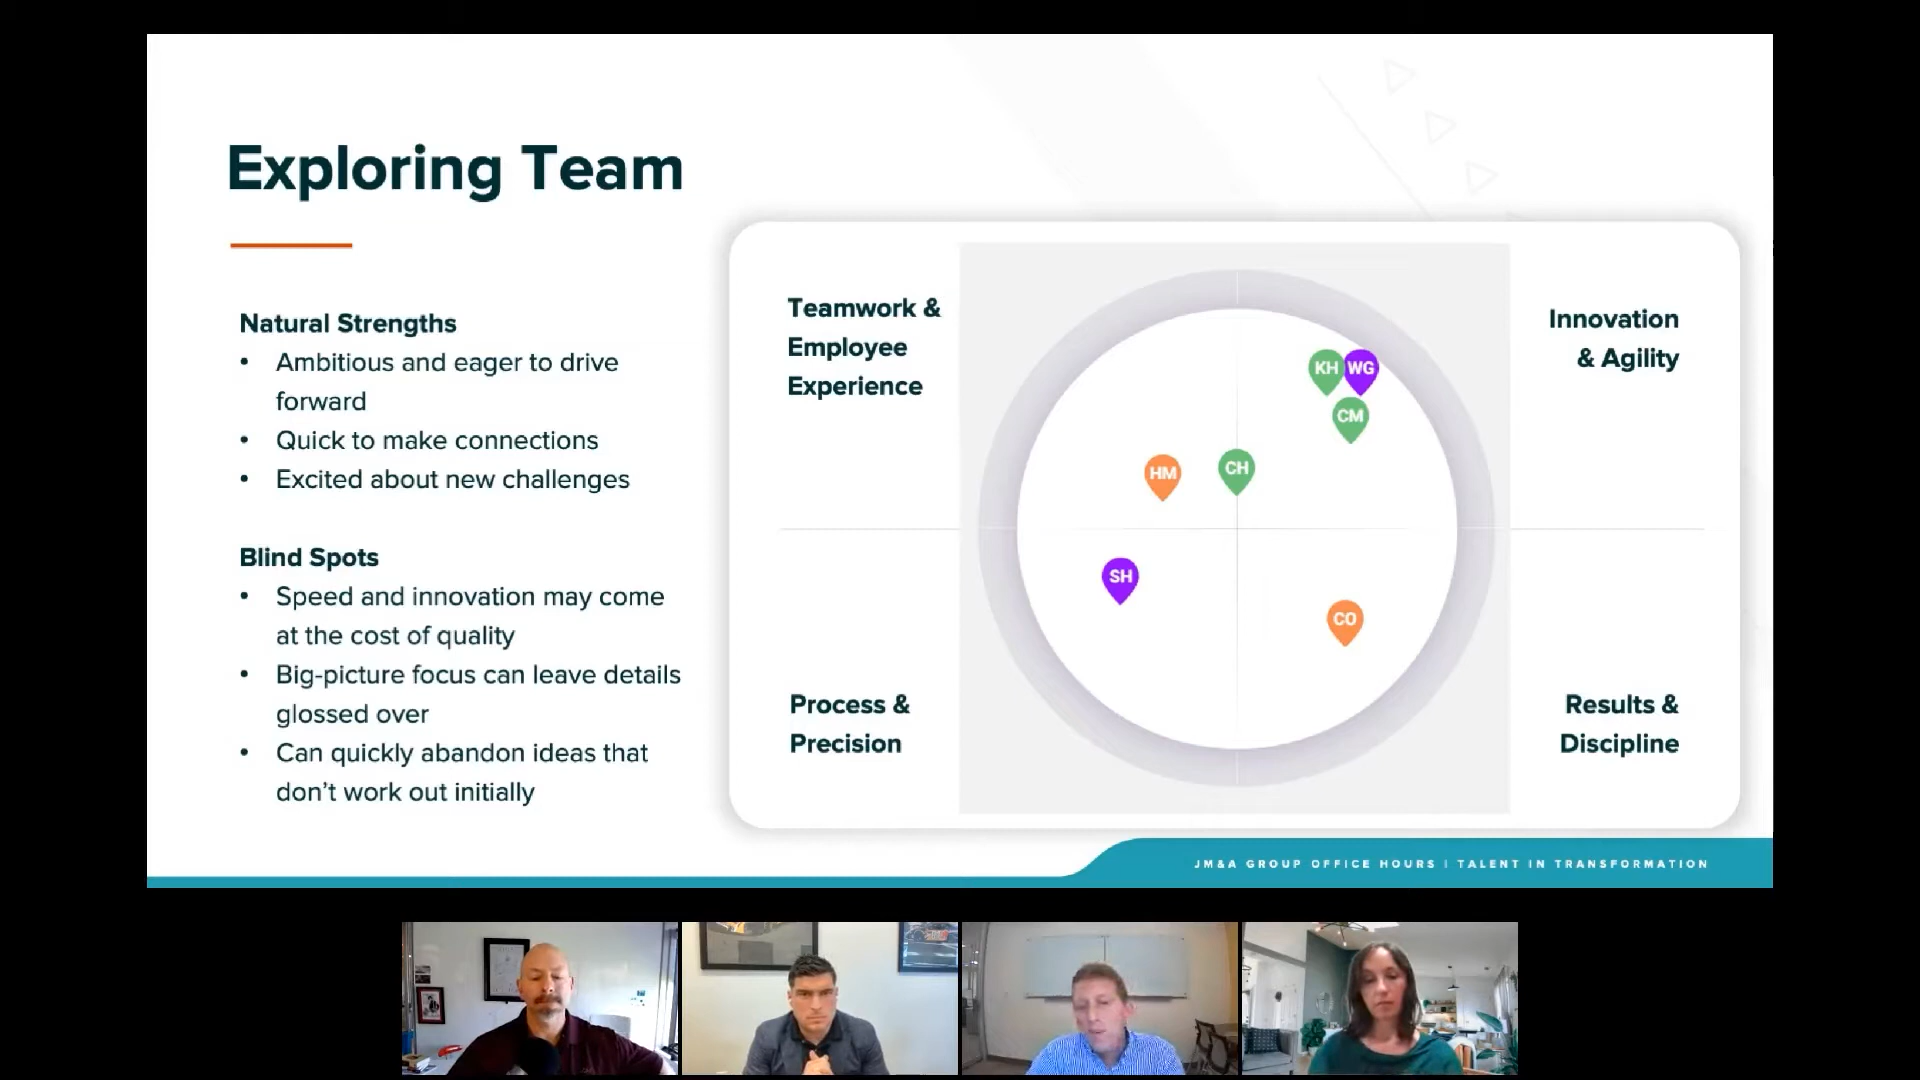 Exploring Team
Natural Strengths
• Ambitious and eager to drive
forward
• Quick to make connections
• Excited about new challenges
Blind Spots
• Speed and innovation may come
at the cost of quality
• Big-picture focus can leave details
glossed over
• Can quickly abandon ideas that
don't work out initially
Teamwork &
Employee
Experience
Innovation
& Agility
KH
WG
CM
HM
CH
SH
CO
Process &
Precision
Results &
Discipline
JM&A GROUP OFFICE HOURS | TALENT IN TRANSFORMATION